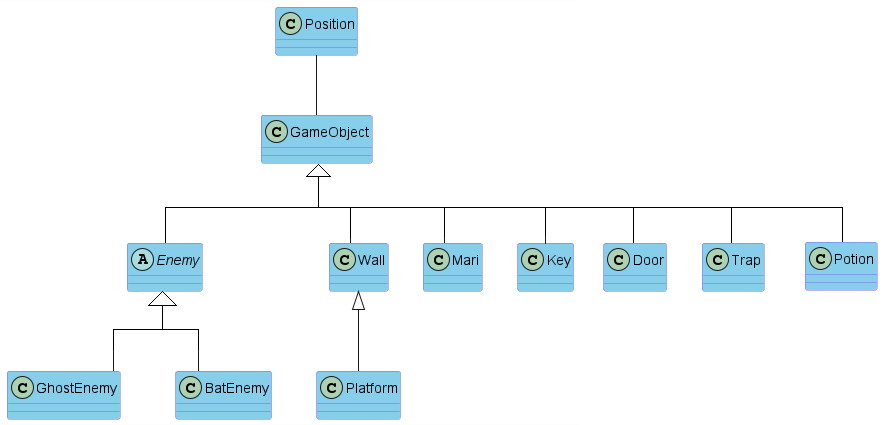 C Position
C GameObject
A Enemy
C Wall
C Mari
C Key
C Door
C Trap
C Potion
C GhostEnemy
C BatEnemy
C Platform